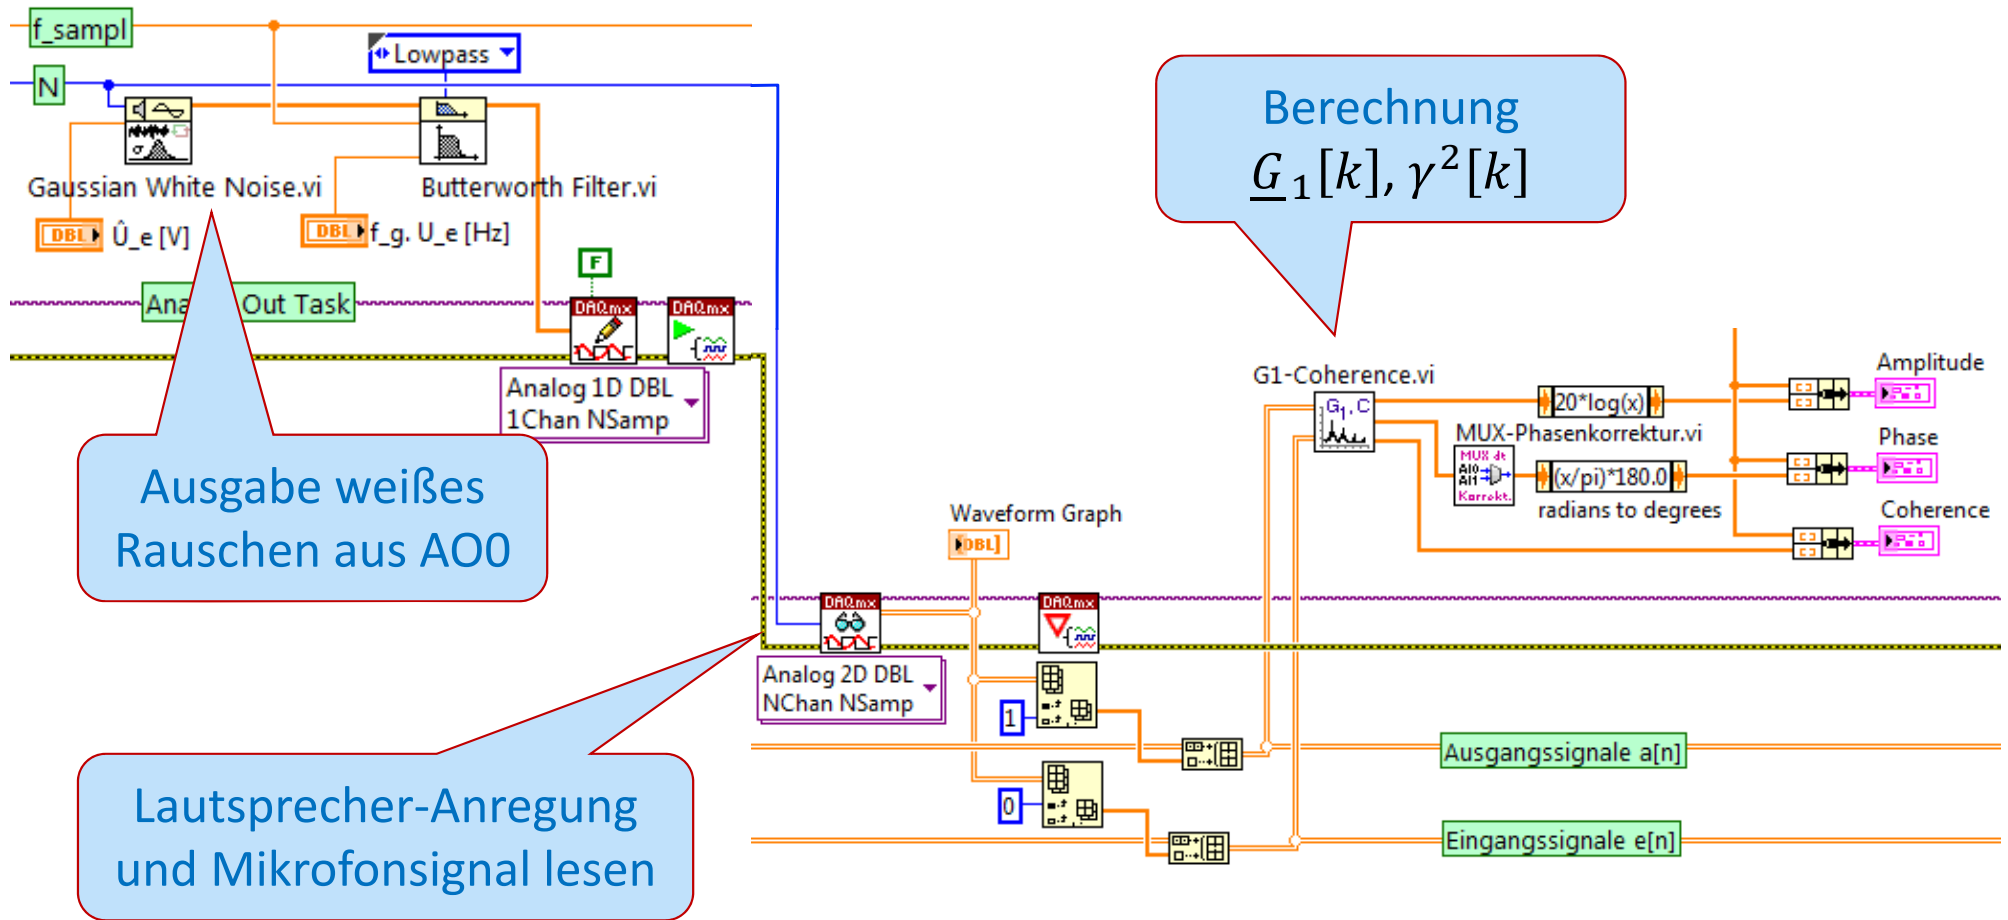 f_sampl
Lowpass
N
σ
Gaussian White Noise.vi
Butterworth Filter.vi
DBL
Û_e [V]
DBL
f_g. U_e [Hz]
F
Ana Out Task
DAQmx
DAQmx
Analog 1D DBL
1Chan NSamp
Ausgabe weißes
Rauschen aus AO0
Lautsprecher-Anregung
und Mikrofonsignal lesen
Berechnung
G₁[k], γ²[k]
G1-Coherence.vi
G₁, C
20*log(x)
Amplitude
MUX-Phasenkorrektur.vi
MUX dt
AI0
AI1
Korrekt.
(x/pi)*180.0
radians to degrees
Phase
Coherence
Waveform Graph
DBL]
DAQmx
DAQmx
Analog 2D DBL
NChan NSamp
1
0
Ausgangssignale a[n]
Eingangssignale e[n]